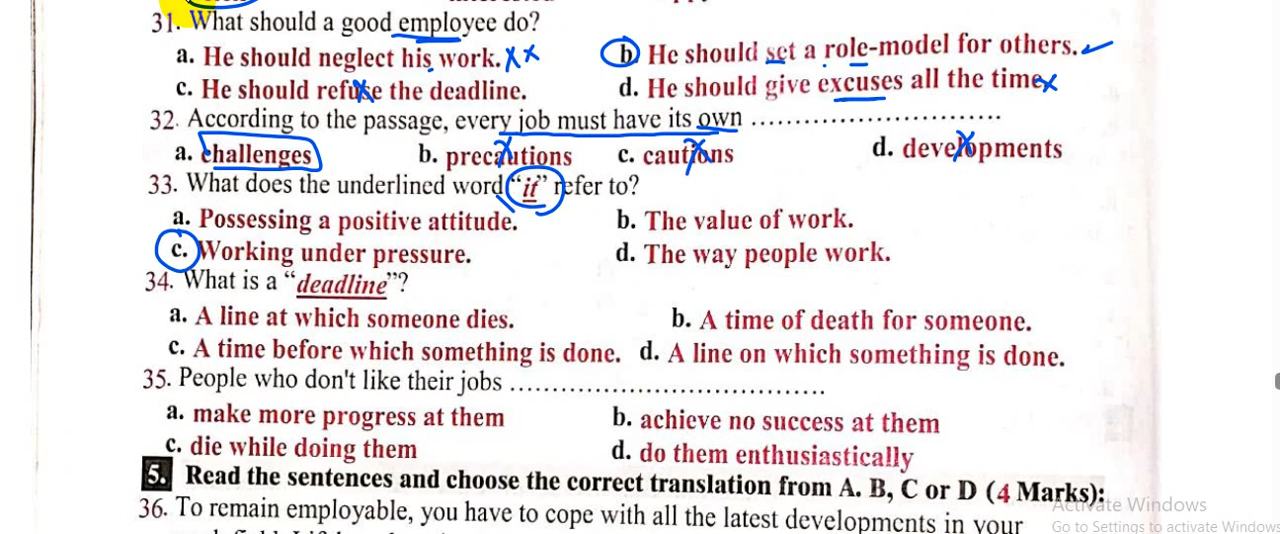 31. What should a good employee do?
a. He should neglect his work. b. He should set a role-model for others.
c. He should refuse the deadline. d. He should give excuses all the time
32. According to the passage, every job must have its own ..............................
a. challenges b. precautions c. cautions d. developments
33. What does the underlined word "it" refer to?
a. Possessing a positive attitude. b. The value of work.
c. Working under pressure. d. The way people work.
34. What is a "deadline"?
a. A line at which someone dies. b. A time of death for someone.
c. A time before which something is done. d. A line on which something is done.
35. People who don't like their jobs ......................................
a. make more progress at them b. achieve no success at them
c. die while doing them d. do them enthusiastically
5. Read the sentences and choose the correct translation from A. B, C or D (4 Marks):
36. To remain employable, you have to cope with all the latest developments in your
Activate Windows
Go to Settings to activate Windows